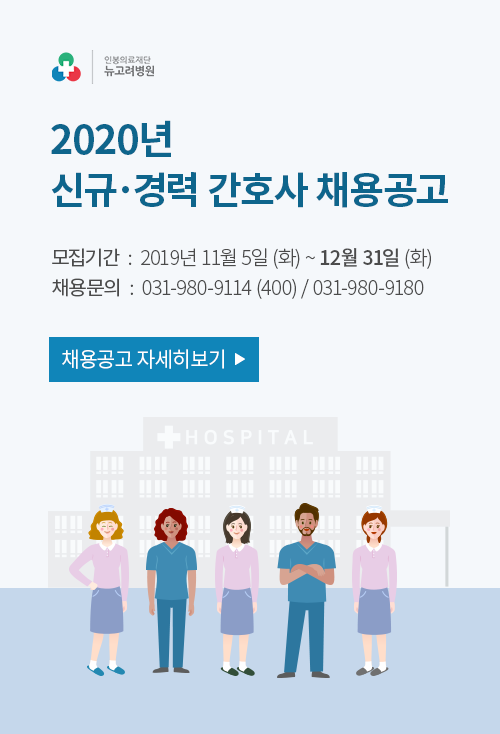 인봉의료재단
뉴고려병원
2020년
신규·경력 간호사 채용공고
모집기간 : 2019년 11월 5일 (화) ~ 12월 31일 (화)
채용문의 : 031-980-9114 (400) / 031-980-9180
채용공고 자세히보기 ▶
HOSPITAL